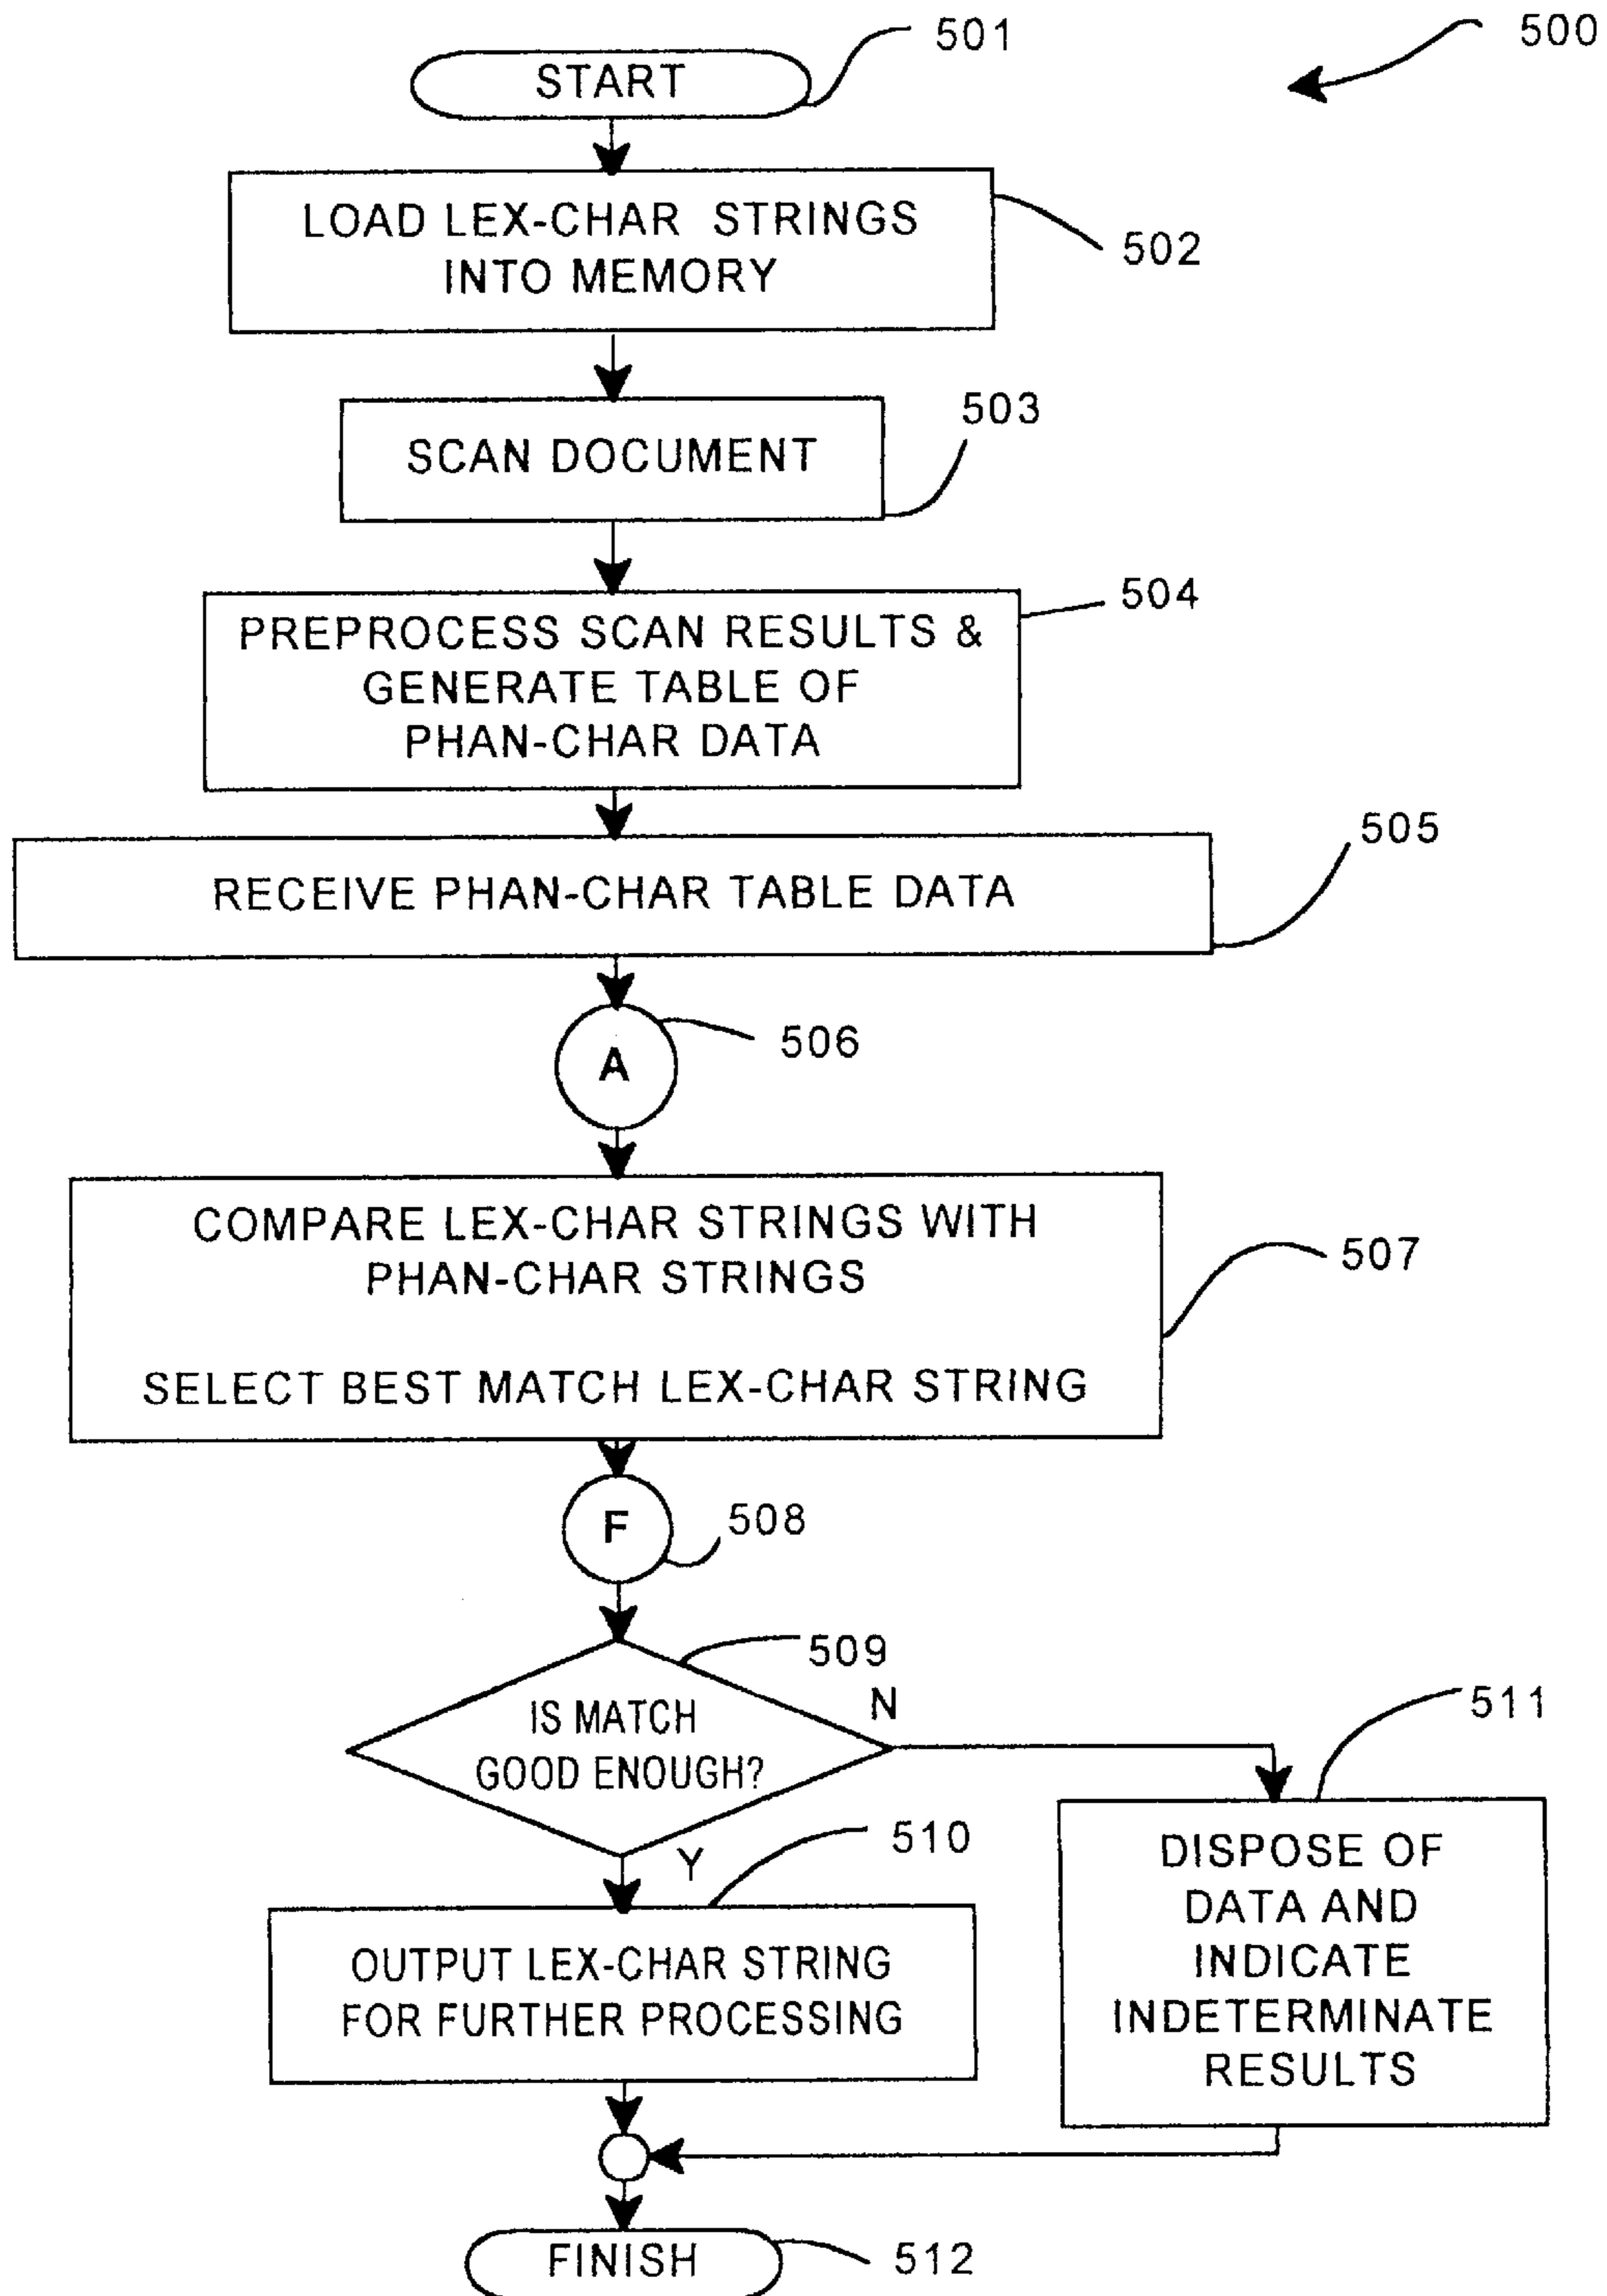 500
501
START
LOAD LEX-CHAR STRINGS
INTO MEMORY
502
503
SCAN DOCUMENT
504
PREPROCESS SCAN RESULTS &
GENERATE TABLE OF
PHAN-CHAR DATA
505
RECEIVE PHAN-CHAR TABLE DATA
506
A
COMPARE LEX-CHAR STRINGS WITH
PHAN-CHAR STRINGS
507
SELECT BEST MATCH LEX-CHAR STRING
F
508
509
IS MATCH
GOOD ENOUGH?
N
511
Y
510
OUTPUT LEX-CHAR STRING
FOR FURTHER PROCESSING
DISPOSE OF
DATA AND
INDICATE
INDETERMINATE
RESULTS
FINISH
512